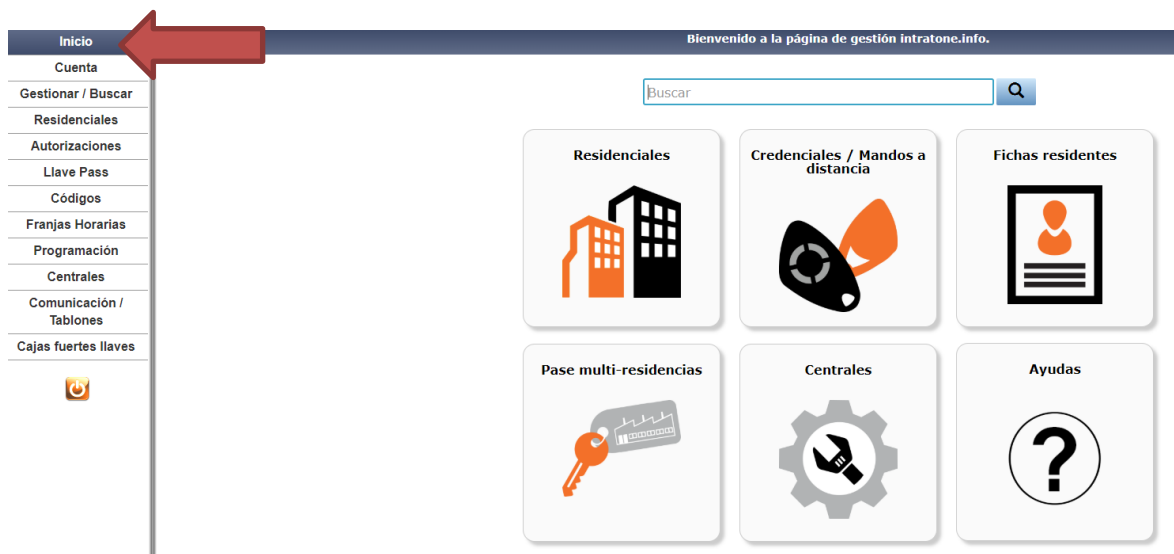 Inicio
Bienvenido a la página de gestión intratone.info.
Cuenta
Gestionar / Buscar
Residenciales
Autorizaciones
Llave Pass
Códigos
Franjas Horarias
Programación
Centrales
Comunicación /
Tablones
Cajas fuertes llaves
Buscar
Residenciales
Credenciales / Mandos a
distancia
Fichas residentes
Pase multi-residencias
Centrales
Ayudas
?